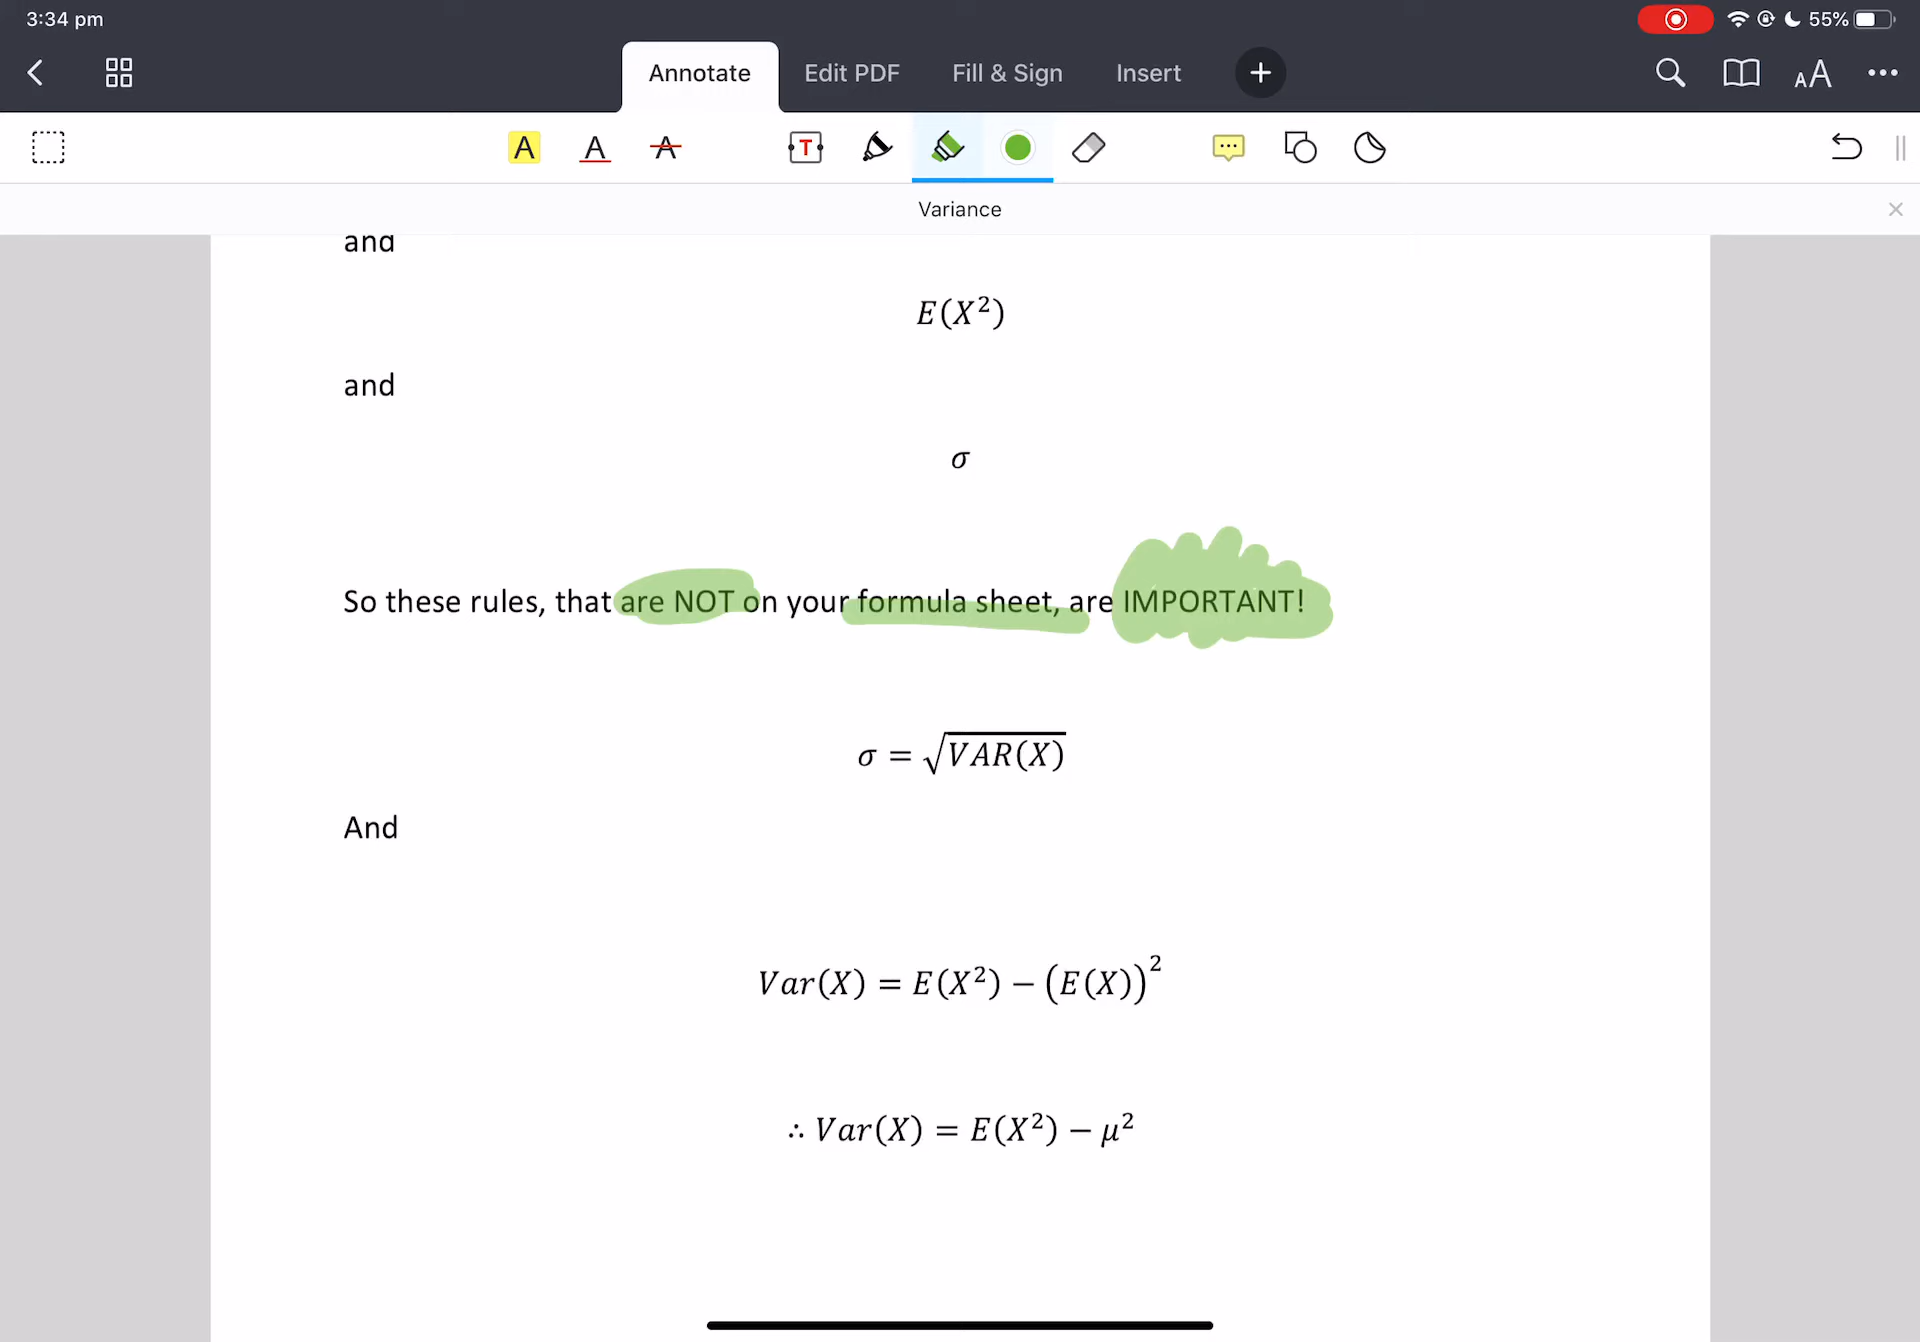 3:34 pm
55%
Annotate
Edit PDF
Fill & Sign
Insert
AA
A
A
A
T
Variance
and
E(X²)
and
σ
So these rules, that are NOT on your formula sheet, are IMPORTANT!
σ = √VAR(X)
And
Var(X) = E(X²) − (E(X))²
∴ Var(X) = E(X²) − μ²